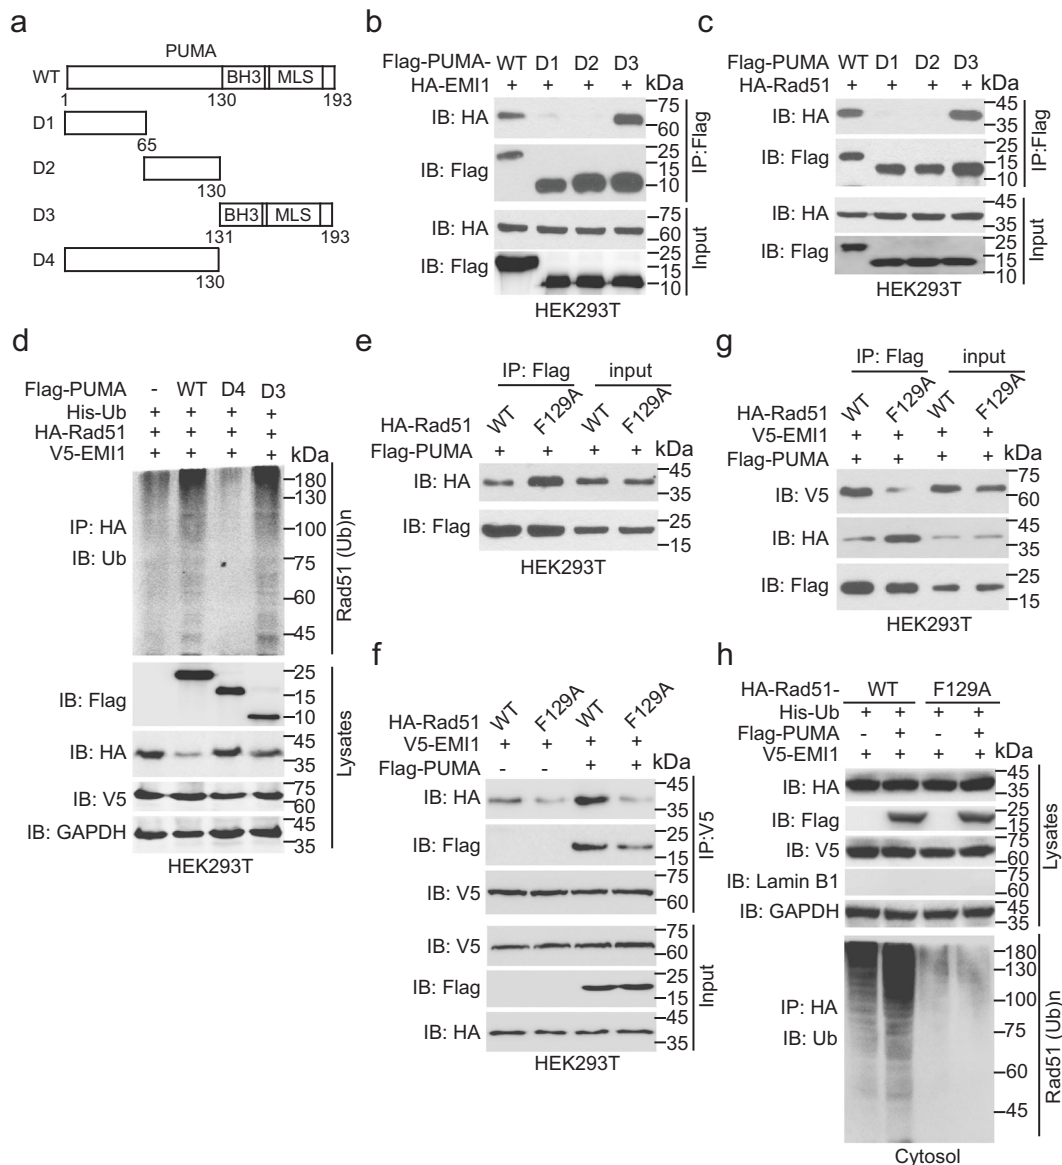 a
PUMA
WT BH3 MLS
1 130 193
D1
65
D2
130
D3 BH3 MLS
131 193
D4
130
b
Flag-PUMA- WT D1 D2 D3
HA-EMI1 + + + + kDa
IB: HA 75
60
IB: Flag 25
15
10
IP:Flag
IB: HA 75
60
IB: Flag 25
15
10
Input
HEK293T
c
Flag-PUMA WT D1 D2 D3
HA-Rad51 + + + + kDa
IB: HA 45
35
IB: Flag 25
15
10
IP:Flag
IB: HA 45
35
IB: Flag 25
15
10
Input
HEK293T
d
Flag-PUMA - WT D4 D3
His-Ub + + + +
HA-Rad51 + + + +
V5-EMI1 + + + + kDa
180
130
IP: HA 100
IB: Ub 75
60
45
Rad51 (Ub)n
IB: Flag 25
15
10
IB: HA 45
35
IB: V5 75
60
IB: GAPDH 45
35
Lysates
HEK293T
e
IP: Flag input
HA-Rad51 WT F129A WT F129A
Flag-PUMA + + + + kDa
IB: HA 45
35
IB: Flag 25
15
HEK293T
f
HA-Rad51 WT F129A WT F129A
V5-EMI1 + + + +
Flag-PUMA - - + + kDa
IB: HA 45
35
IB: Flag 25
15
IB: V5 75
60
IP:V5
IB: V5 75
60
IB: Flag 25
15
IB: HA 45
35
Input
HEK293T
g
IP: Flag input
HA-Rad51 WT F129A WT F129A
V5-EMI1 + + + +
Flag-PUMA + + + + kDa
IB: V5 75
60
IB: HA 45
35
IB: Flag 25
15
HEK293T
h
HA-Rad51- WT F129A
His-Ub + + + +
Flag-PUMA - + - +
V5-EMI1 + + + + kDa
IB: HA 45
35
IB: Flag 25
15
IB: V5 75
60
IB: Lamin B1 75
60
IB: GAPDH 45
35
Lysates
180
130
IP: HA 100
IB: Ub 75
60
45
Rad51 (Ub)n
Cytosol